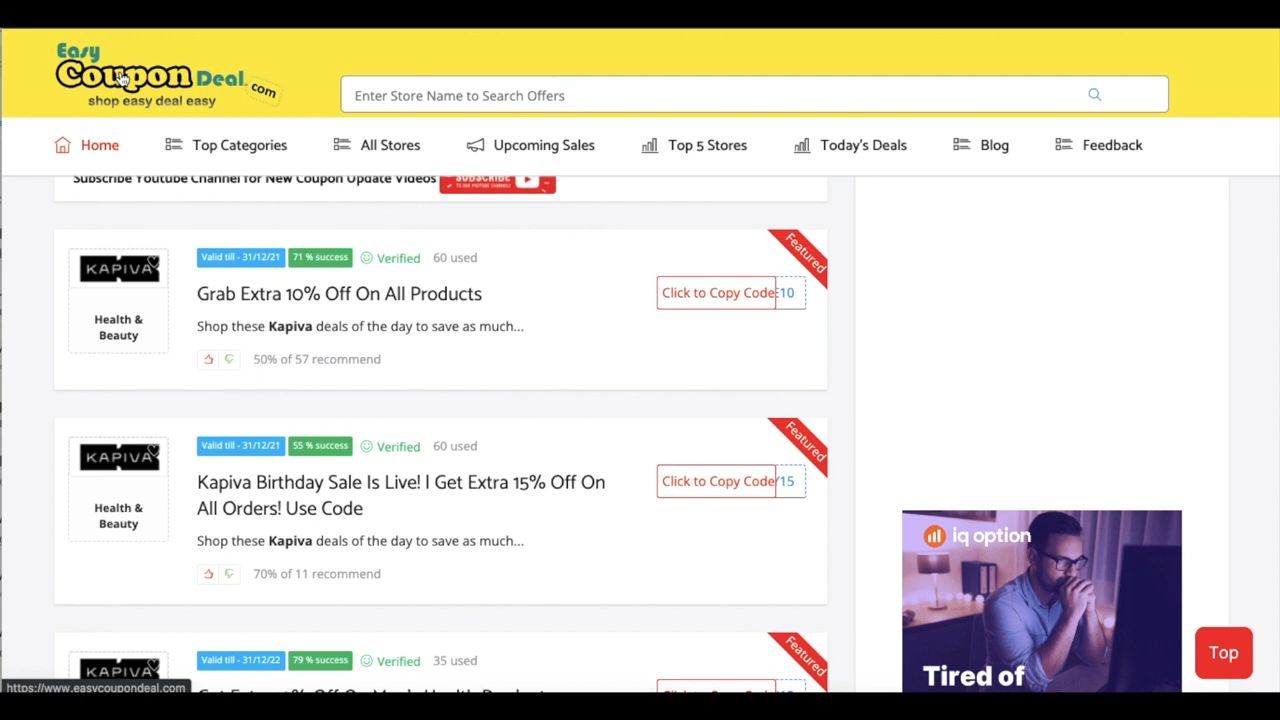 Easy
Coupon Deal.com
shop easy deal easy
Enter Store Name to Search Offers
Home
Top Categories
All Stores
Upcoming Sales
Top 5 Stores
Today's Deals
Blog
Feedback
Subscribe Youtube Channel for New Coupon Update Videos
SUBSCRIBE
KAPIVA
Health &
Beauty
Valid till - 31/12/21
71 % success
Verified
60 used
Grab Extra 10% Off On All Products
Shop these Kapiva deals of the day to save as much...
50% of 57 recommend
Featured
Click to Copy Code
10
KAPIVA
Health &
Beauty
Valid till - 31/12/21
55 % success
Verified
60 used
Kapiva Birthday Sale Is Live! | Get Extra 15% Off On
All Orders! Use Code
Shop these Kapiva deals of the day to save as much...
70% of 11 recommend
Featured
Click to Copy Code
15
KAPIVA
Valid till - 31/12/22
79 % success
Verified
35 used
Featured
iq option
Tired of
Top
https://www.easycoupondeal.com